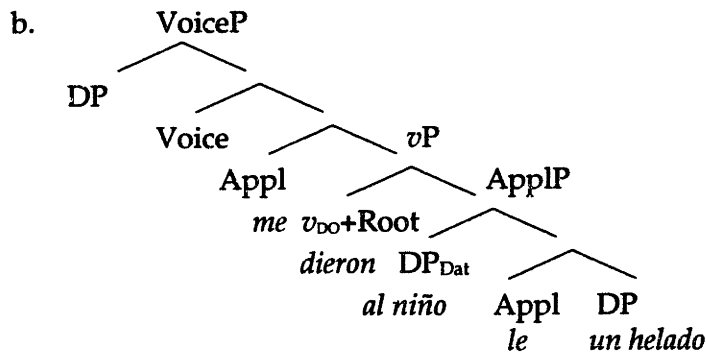 b. VoiceP
DP
Voice vP
Appl ApplP
me vDO+Root
dieron DPDat
al niño Appl DP
le un helado